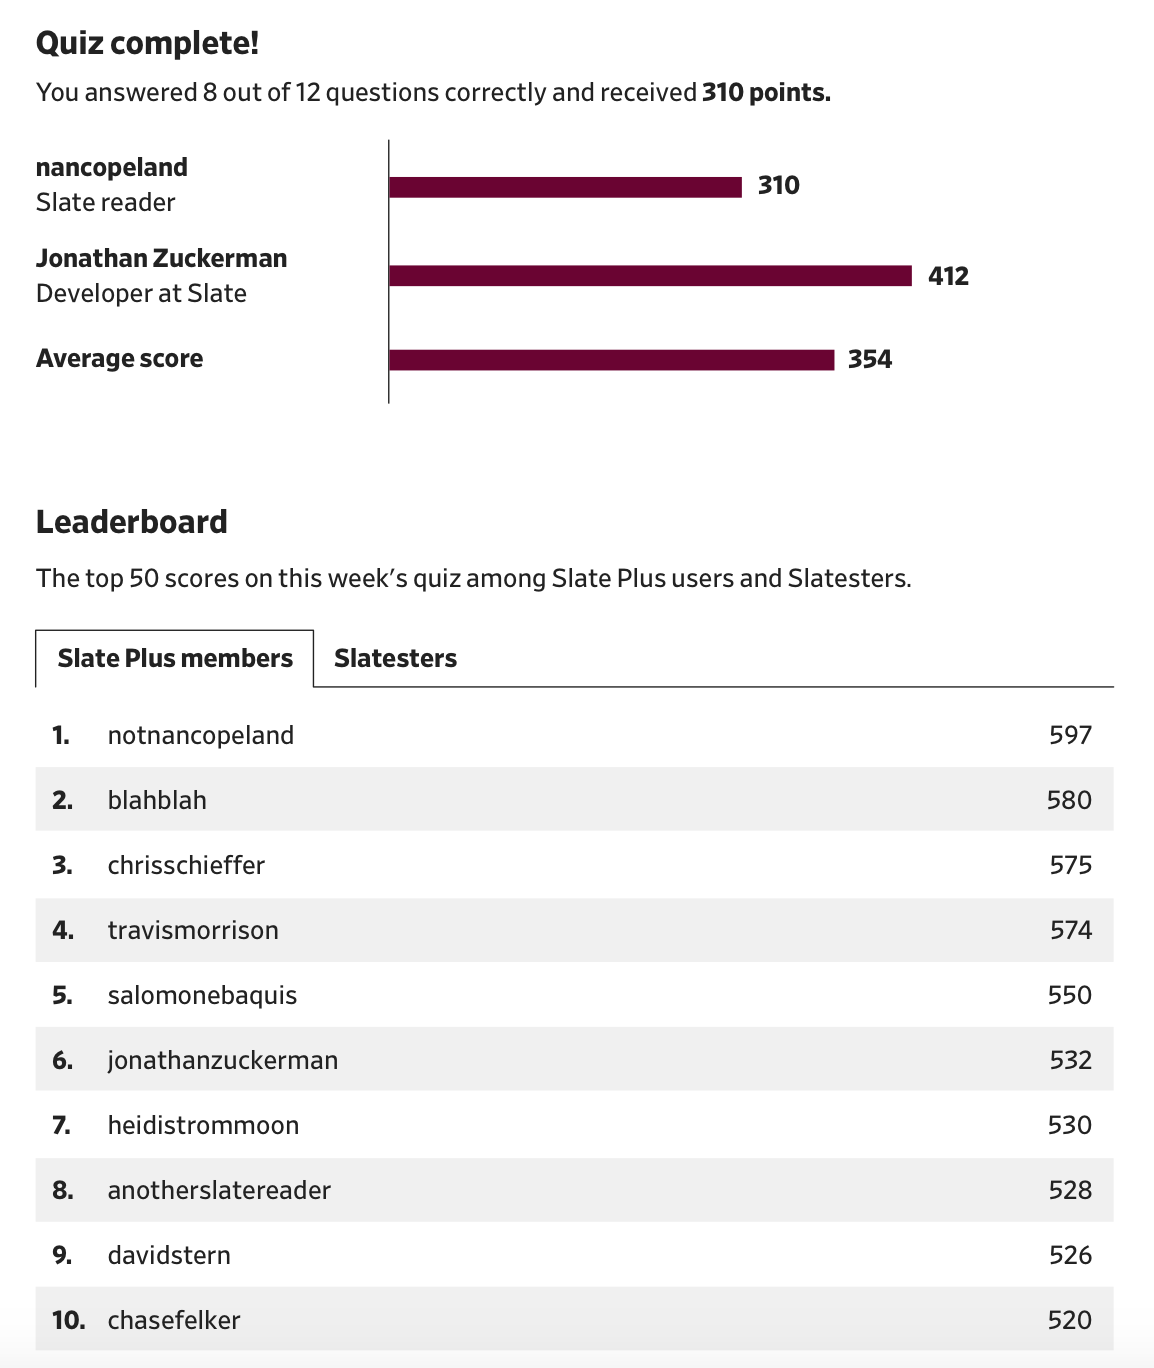 Quiz complete!
You answered 8 out of 12 questions correctly and received 310 points.
nancopeland
Slate reader
310
Jonathan Zuckerman
Developer at Slate
412
Average score
354
Leaderboard
The top 50 scores on this week’s quiz among Slate Plus users and Slatesters.
Slate Plus members Slatesters
1. notnancopeland 597
2. blahblah 580
3. chrisschieffer 575
4. travismorrison 574
5. salomonebaquis 550
6. jonathanzuckerman 532
7. heidistrommoon 530
8. anotherslatereader 528
9. davidstern 526
10. chasefelker 520